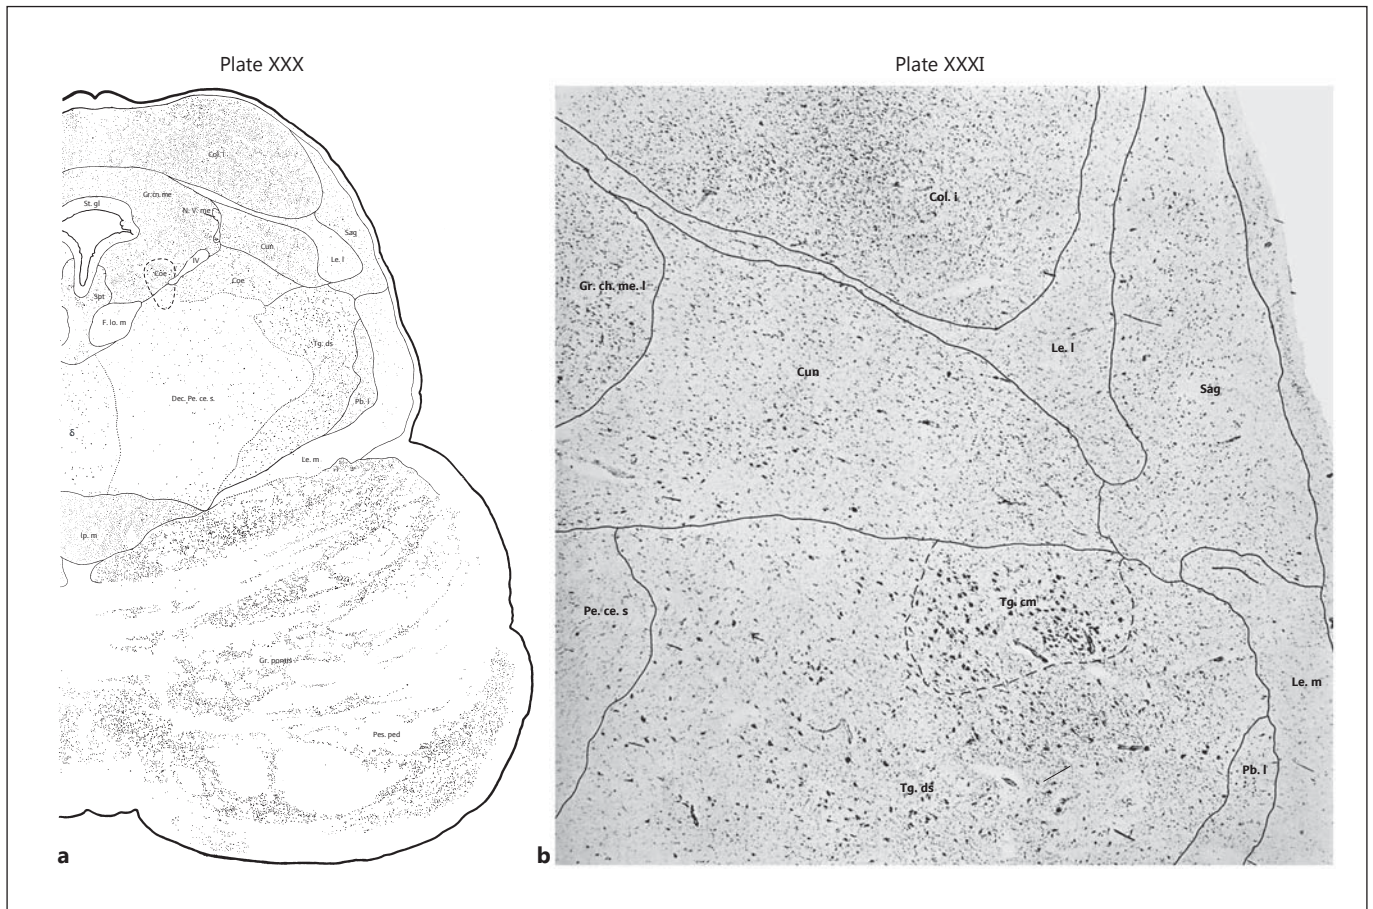 Plate XXX
Plate XXXI
Col. l
Gr.cn. me
St. gl
N. V. me
Sag
Cun
Le. l
IV
Coe
Coe
Spt
F. lo. m
Tg. ds
Dec. Pe. ce. s.
Pb. l
δ
Le. m
Ip. m
Gr. pontis
Pes. ped
a
Col. i
Gr. ch. me. l
Le. l
Cun
Sag
Tg. cm
Pe. ce. s
Le. m
Pb. l
Tg. ds
b